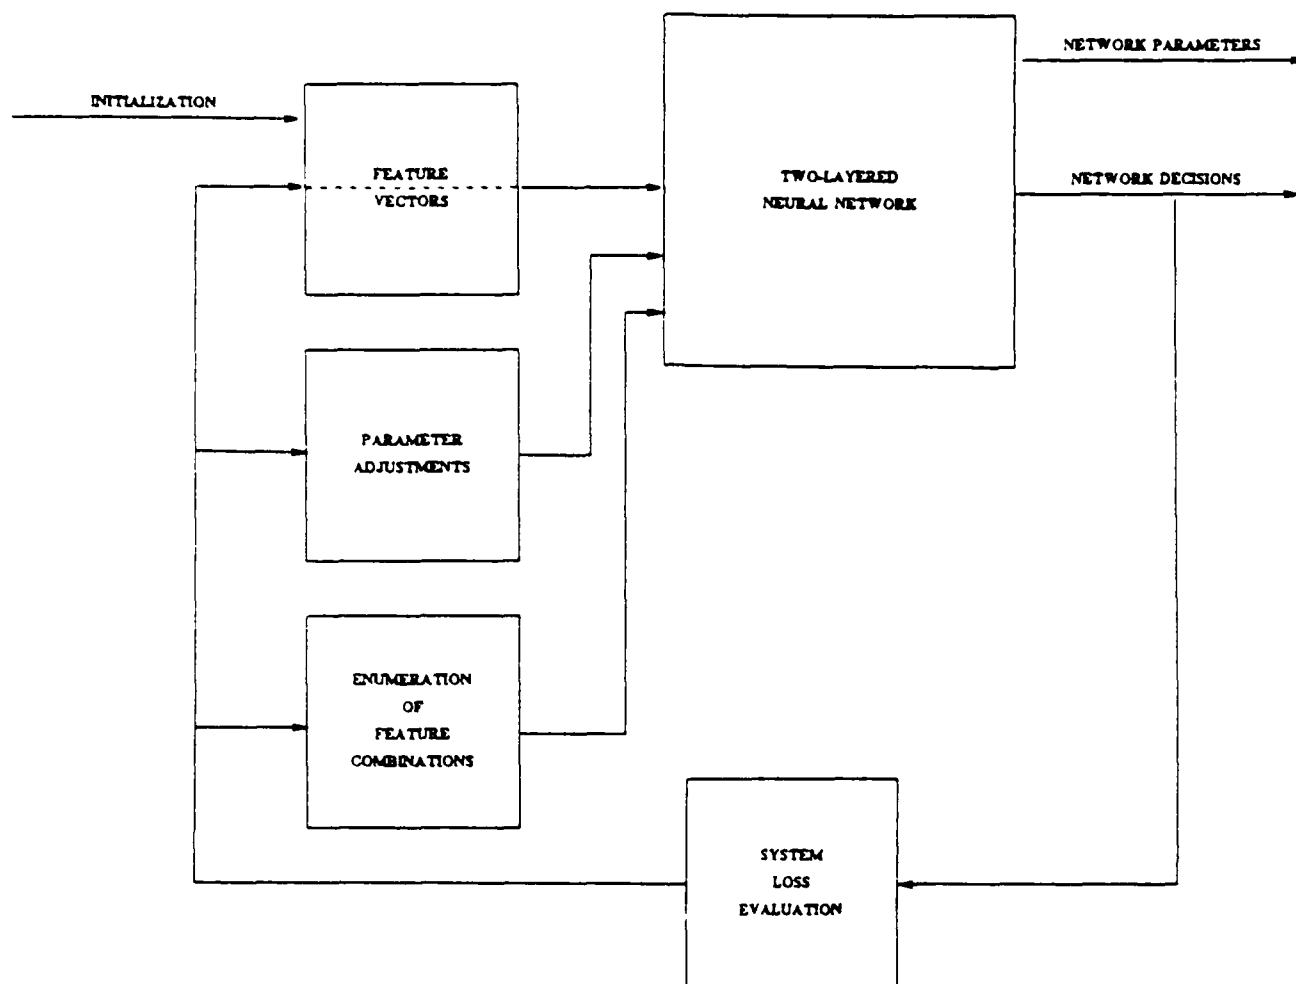 NETWORK PARAMETERS
INITIALIZATION
FEATURE
VECTORS
TWO-LAYERED
NEURAL NETWORK
NETWORK DECISIONS
PARAMETER
ADJUSTMENTS
ENUMERATION
OF
FEATURE
COMBINATIONS
SYSTEM
LOSS
EVALUATION